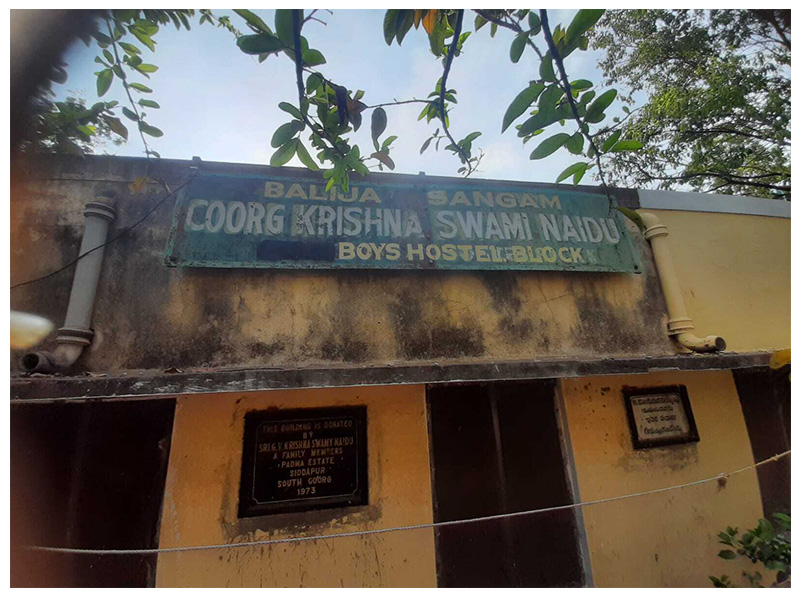 BALIJA SANGAM
COORG KRISHNA SWAMI NAIDU
BOYS HOSTEL BLOCK
THIS BUILDING IS DONATED
BY
SRI G.V. KRISHNA SWAMY NAIDU
& FAMILY MEMBERS
PADMA ESTATE
SIDDAPUR
SOUTH COORG
1973